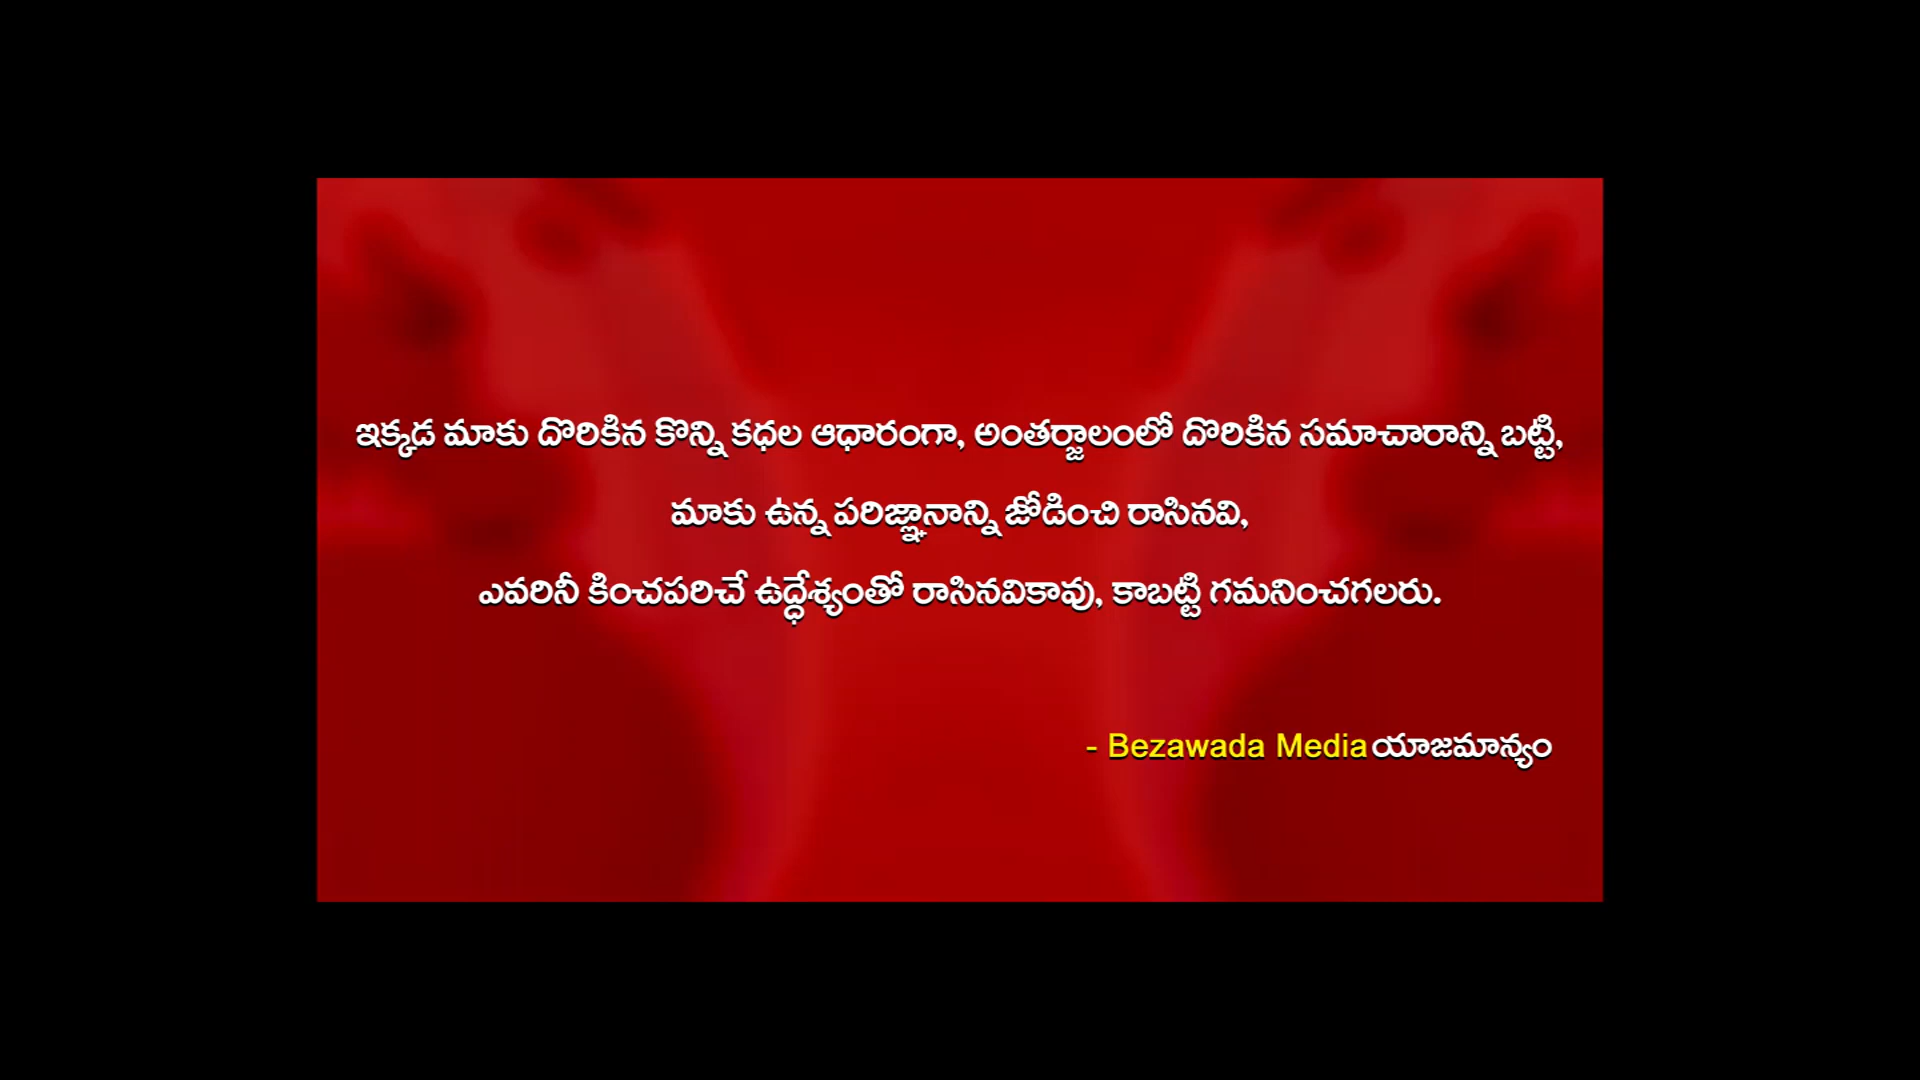 ఇక్కడ మాకు దొరికిన కొన్ని కధల ఆధారంగా, అంతర్జాలంలో దొరికిన సమాచారాన్ని బట్టి,
మాకు ఉన్న పరిజ్ఞానాన్ని జోడించి రాసినవి,
ఎవరినీ కించపరిచే ఉద్ధేశ్యంతో రాసినవికావు, కాబట్టి గమనించగలరు.
- Bezawada Media యాజమాన్యం